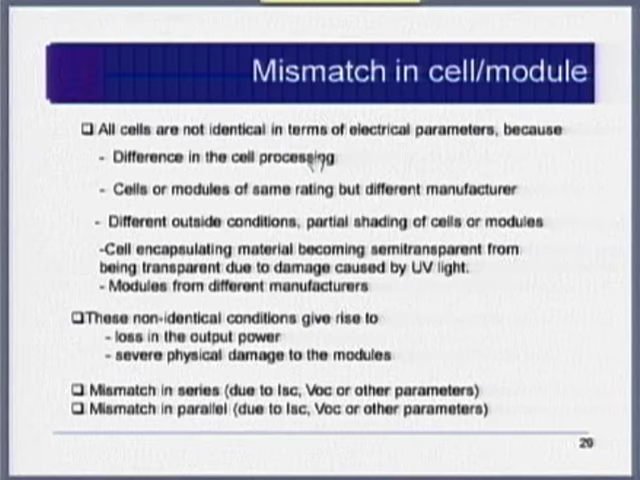 Mismatch in cell/module
❑ All cells are not identical in terms of electrical parameters, because
- Difference in the cell processing
- Cells or modules of same rating but different manufacturer
- Different outside conditions, partial shading of cells or modules
-Cell encapsulating material becoming semitransparent from
being transparent due to damage caused by UV light.
- Modules from different manufacturers
❑These non-identical conditions give rise to
- loss in the output power
- severe physical damage to the modules
❑ Mismatch in series (due to Isc, Voc or other parameters)
❑ Mismatch in parallel (due to Isc, Voc or other parameters)
29